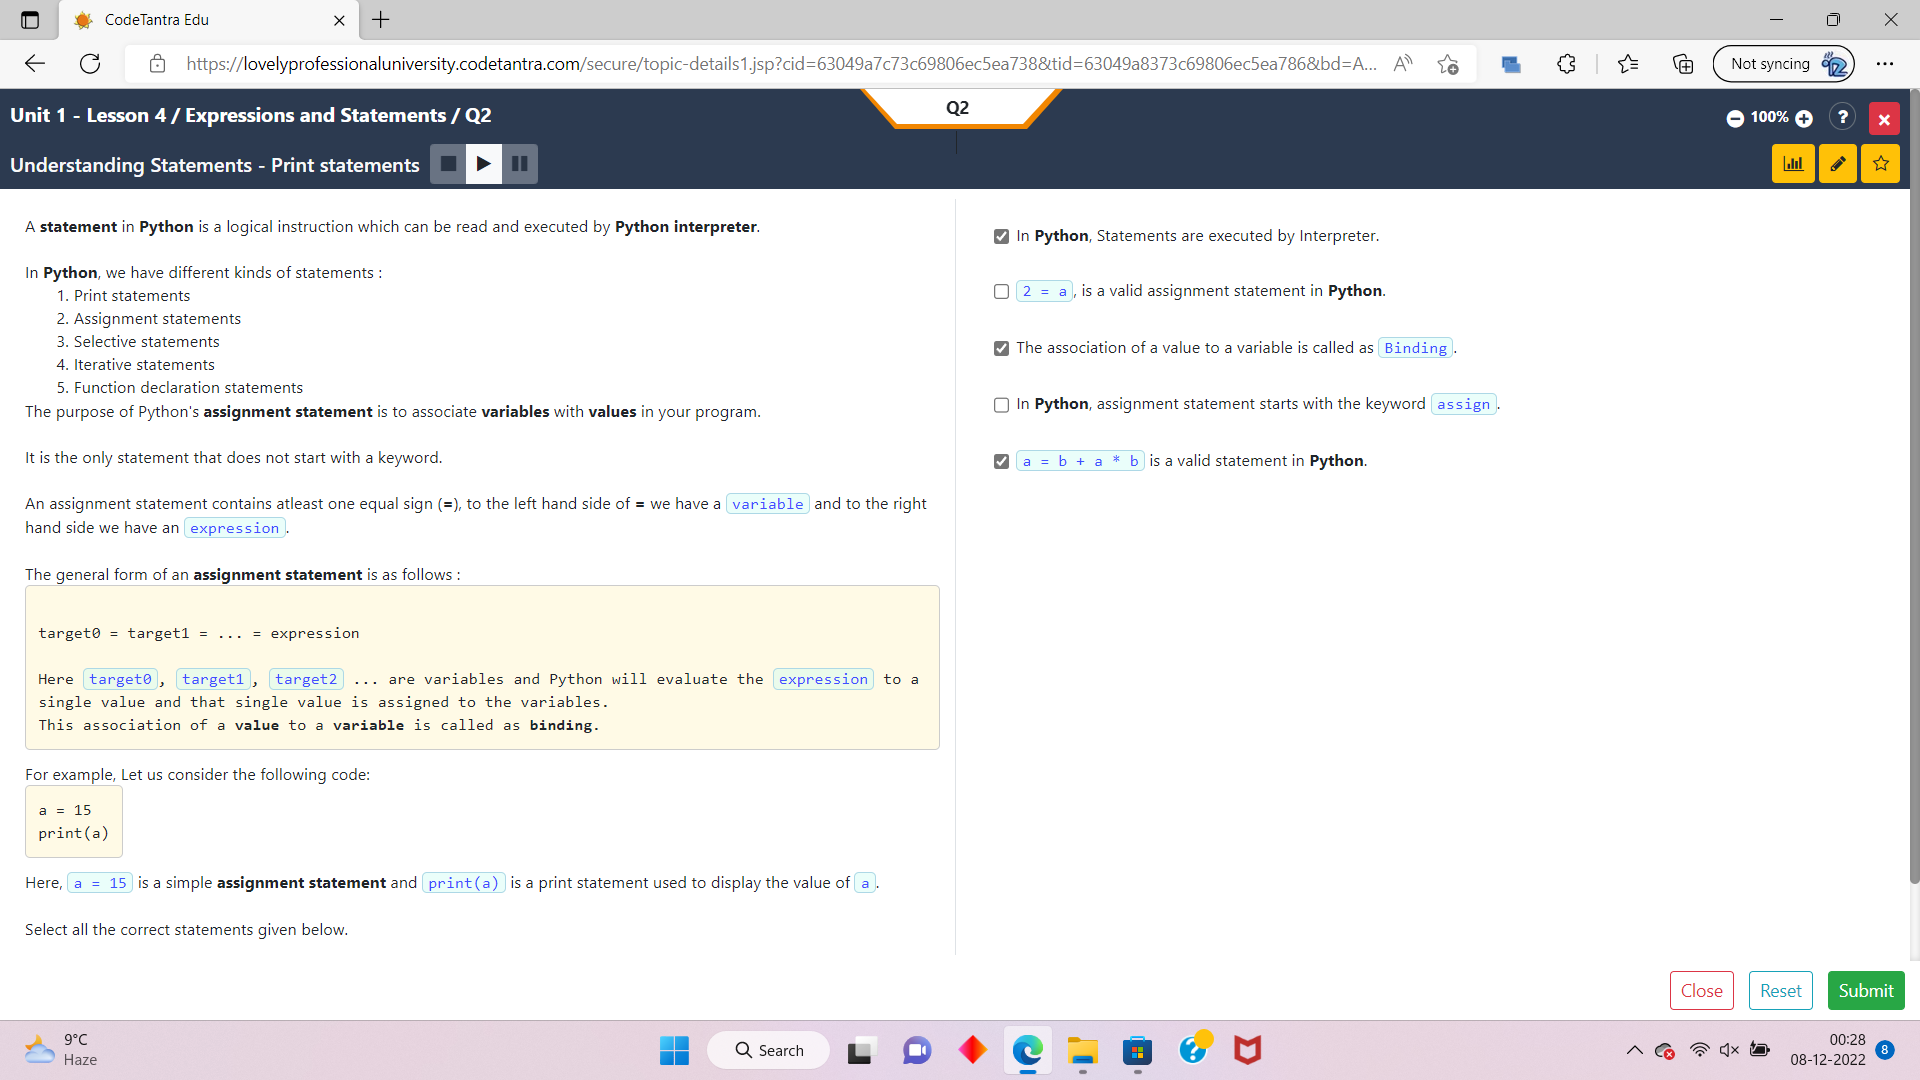 CodeTantra Edu
https://lovelyprofessionaluniversity.codetantra.com/secure/topic-details1.jsp?cid=63049a7c73c69806ec5ea738&tid=63049a8373c69806ec5ea786&bd=A...
Not syncing
Unit 1 - Lesson 4 / Expressions and Statements / Q2
Q2
100%
?
Understanding Statements - Print statements
A statement in Python is a logical instruction which can be read and executed by Python interpreter.
In Python, we have different kinds of statements :
1. Print statements
2. Assignment statements
3. Selective statements
4. Iterative statements
5. Function declaration statements
The purpose of Python's assignment statement is to associate variables with values in your program.
It is the only statement that does not start with a keyword.
An assignment statement contains atleast one equal sign (=), to the left hand side of = we have a variable and to the right
hand side we have an expression.
The general form of an assignment statement is as follows :
target0 = target1 = ... = expression
Here target0, target1, target2 ... are variables and Python will evaluate the expression to a
single value and that single value is assigned to the variables.
This association of a value to a variable is called as binding.
For example, Let us consider the following code:
a = 15
print(a)
Here, a = 15 is a simple assignment statement and print(a) is a print statement used to display the value of a.
Select all the correct statements given below.
In Python, Statements are executed by Interpreter.
2 = a, is a valid assignment statement in Python.
The association of a value to a variable is called as Binding.
In Python, assignment statement starts with the keyword assign.
a = b + a * b is a valid statement in Python.
Close
Reset
Submit
9°C
Haze
Search
00:28
08-12-2022
8